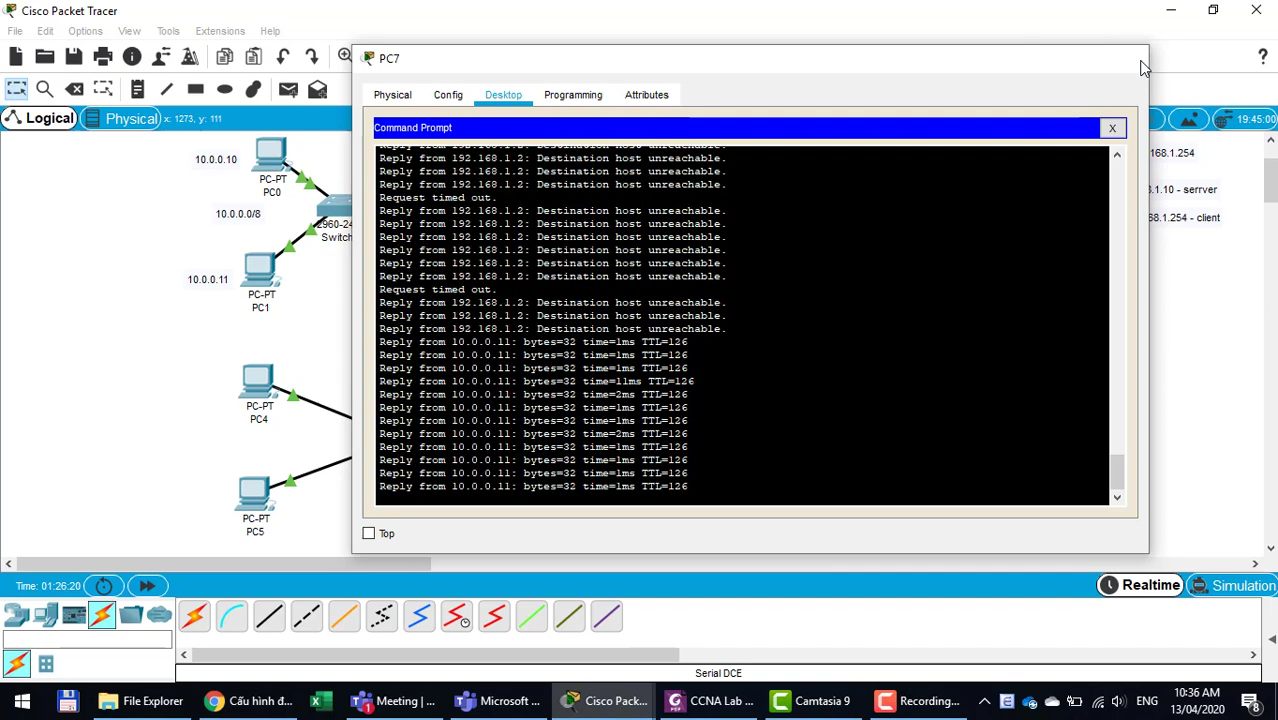 Cisco Packet Tracer
File Edit Options View Tools Extensions Help
PC7
Physical Config Desktop Programming Attributes
Logical Physical x: 1273, y: 111
19:45:00
Command Prompt
X
Reply from 192.168.1.2: Destination host unreachable.
Reply from 192.168.1.2: Destination host unreachable.
Reply from 192.168.1.2: Destination host unreachable.
Reply from 192.168.1.2: Destination host unreachable.
Request timed out.
Reply from 192.168.1.2: Destination host unreachable.
Reply from 192.168.1.2: Destination host unreachable.
Reply from 192.168.1.2: Destination host unreachable.
Reply from 192.168.1.2: Destination host unreachable.
Reply from 192.168.1.2: Destination host unreachable.
Reply from 192.168.1.2: Destination host unreachable.
Request timed out.
Reply from 192.168.1.2: Destination host unreachable.
Reply from 192.168.1.2: Destination host unreachable.
Reply from 192.168.1.2: Destination host unreachable.
Reply from 10.0.0.11: bytes=32 time=1ms TTL=126
Reply from 10.0.0.11: bytes=32 time=1ms TTL=126
Reply from 10.0.0.11: bytes=32 time=1ms TTL=126
Reply from 10.0.0.11: bytes=32 time=11ms TTL=126
Reply from 10.0.0.11: bytes=32 time=2ms TTL=126
Reply from 10.0.0.11: bytes=32 time=1ms TTL=126
Reply from 10.0.0.11: bytes=32 time=1ms TTL=126
Reply from 10.0.0.11: bytes=32 time=2ms TTL=126
Reply from 10.0.0.11: bytes=32 time=1ms TTL=126
Reply from 10.0.0.11: bytes=32 time=1ms TTL=126
Reply from 10.0.0.11: bytes=32 time=1ms TTL=126
Reply from 10.0.0.11: bytes=32 time=1ms TTL=126
Top
10.0.0.10
PC-PT
PC0
10.0.0.0/8
2960-24
Switch
10.0.0.11
PC-PT
PC1
PC-PT
PC4
PC-PT
PC5
168.1.254
.1.10 - serrver
168.1.254 - client
Time: 01:26:20
Realtime Simulation
Serial DCE
File Explorer
Cấu hình đ...
Meeting | ...
Microsoft ...
Cisco Pack...
CCNA Lab ...
Camtasia 9
Recording...
ENG
10:36 AM
13/04/2020
8